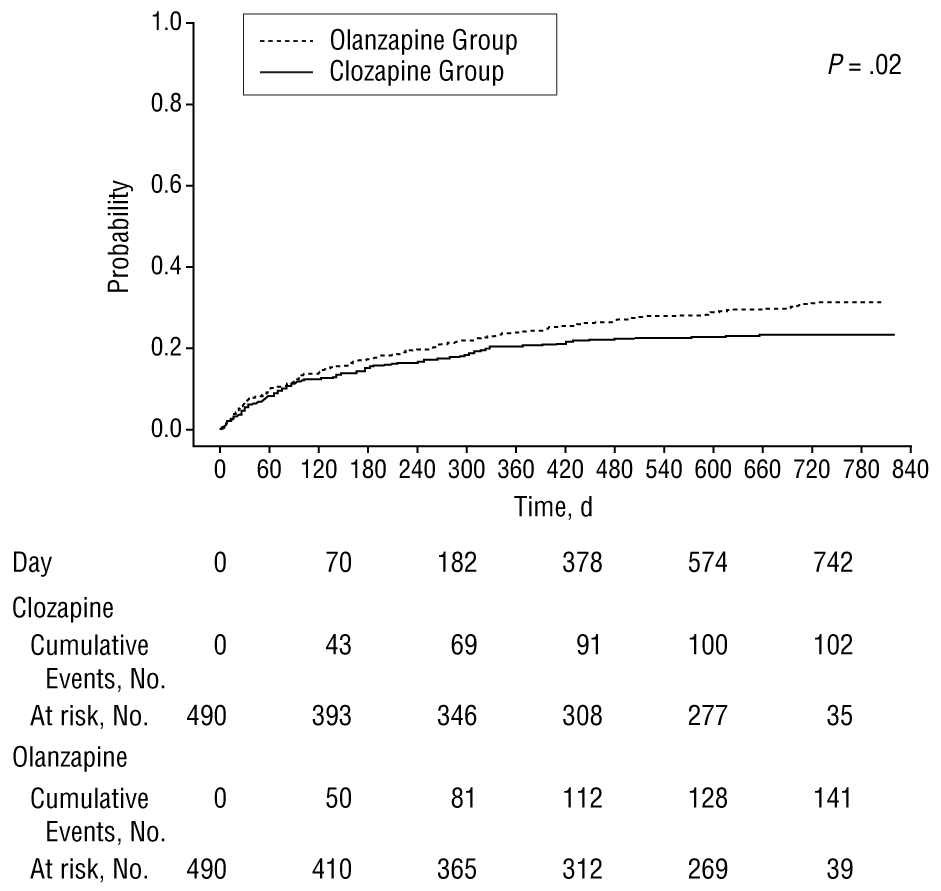 1.0
0.8
0.6
0.4
0.2
0.0
Probability
Olanzapine Group
Clozapine Group
P = .02
0 60 120 180 240 300 360 420 480 540 600 660 720 780 840
Time, d
Day 0 70 182 378 574 742
Clozapine
Cumulative 0 43 69 91 100 102
Events, No.
At risk, No. 490 393 346 308 277 35
Olanzapine
Cumulative 0 50 81 112 128 141
Events, No.
At risk, No. 490 410 365 312 269 39